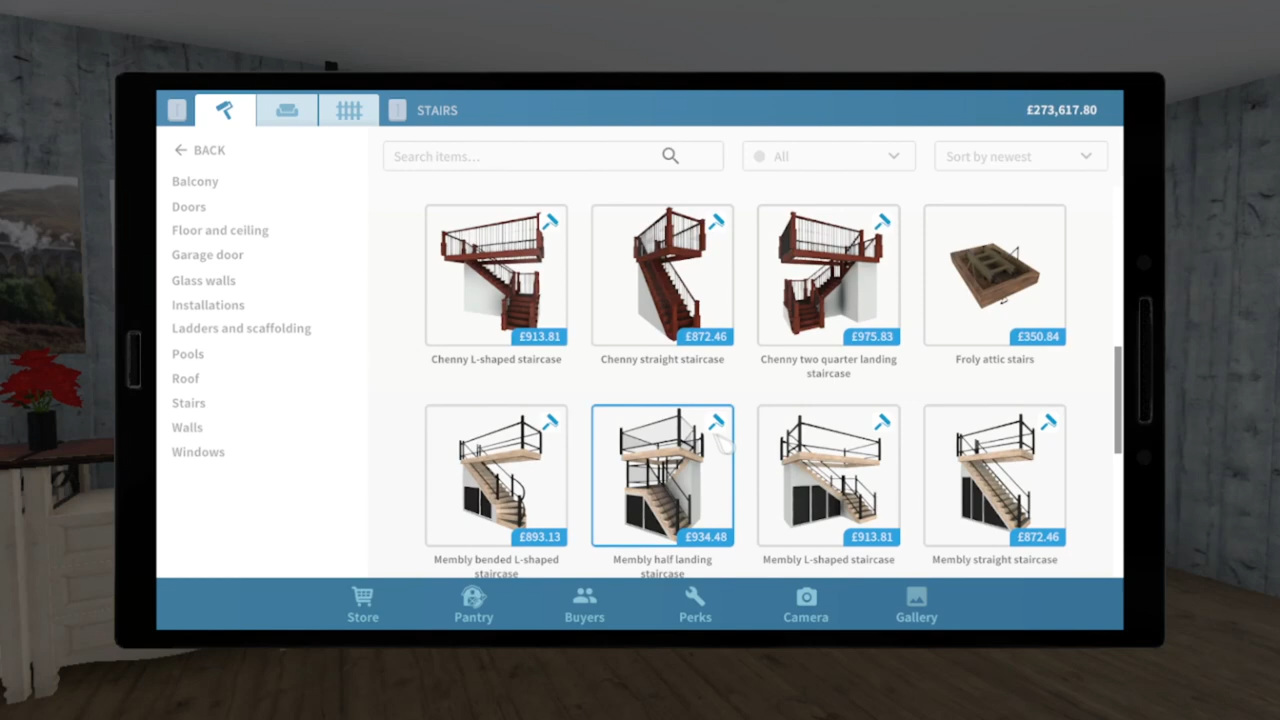 STAIRS
£273,617.80
BACK
Search items...
All
Sort by newest
Balcony
Doors
Floor and ceiling
Garage door
Glass walls
Installations
Ladders and scaffolding
Pools
Roof
Stairs
Walls
Windows
£913.81
£872.46
£975.83
£350.84
Chenny L-shaped staircase
Chenny straight staircase
Chenny two quarter landing
staircase
Froly attic stairs
£893.13
£934.48
£913.81
£872.46
Membly bended L-shaped
staircase
Membly half landing
staircase
Membly L-shaped staircase
Membly straight staircase
Store
Pantry
Buyers
Perks
Camera
Gallery